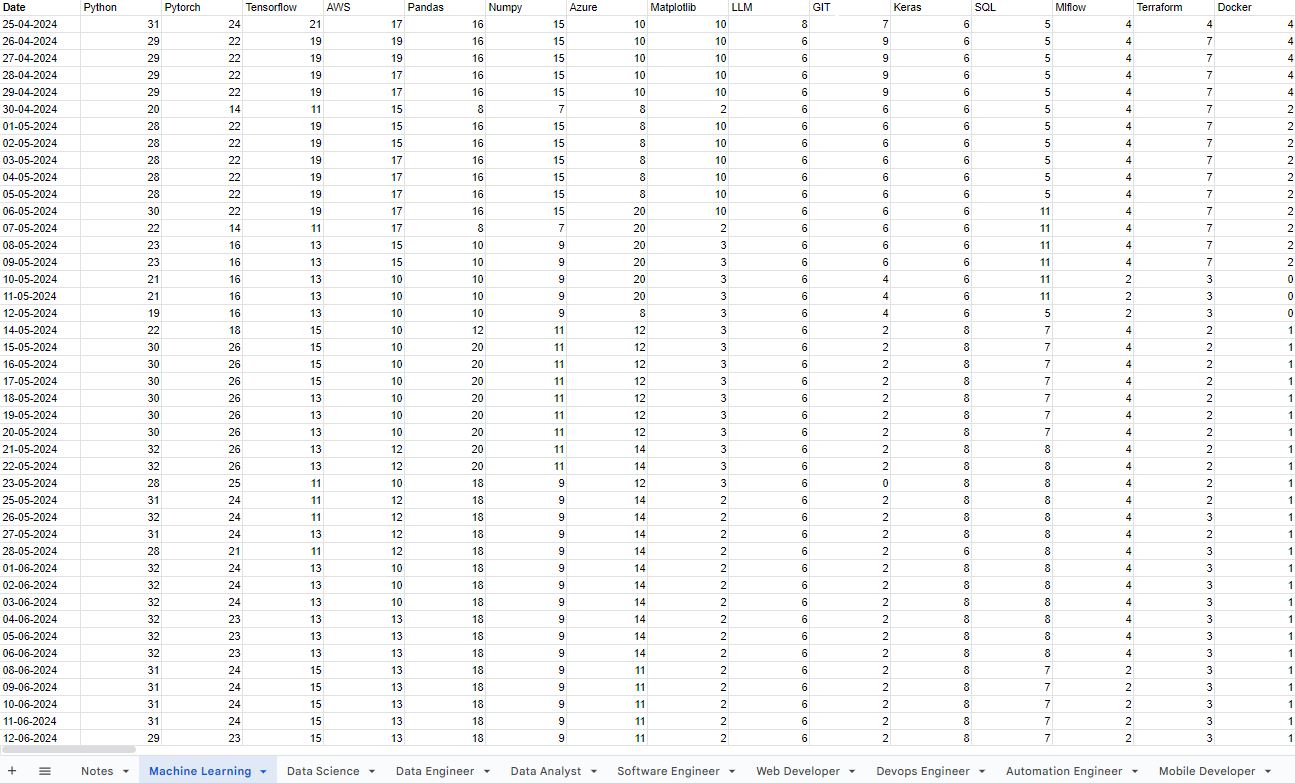 Date Python Pytorch Tensorflow AWS Pandas Numpy Azure Matplotlib LLM GIT Keras SQL Mlflow Terraform Docker
25-04-2024 31 24 21 17 16 15 10 10 8 7 6 5 4 4 4
26-04-2024 29 22 19 19 16 15 10 10 6 9 6 5 4 7 4
27-04-2024 29 22 19 19 16 15 10 10 6 9 6 5 4 7 4
28-04-2024 29 22 19 17 16 15 10 10 6 9 6 5 4 7 4
29-04-2024 29 22 19 17 16 15 10 10 6 9 6 5 4 7 4
30-04-2024 20 14 11 15 8 7 8 2 6 6 6 5 4 7 2
01-05-2024 28 22 19 15 16 15 8 10 6 6 6 5 4 7 2
02-05-2024 28 22 19 15 16 15 8 10 6 6 6 5 4 7 2
03-05-2024 28 22 19 17 16 15 8 10 6 6 6 5 4 7 2
04-05-2024 28 22 19 17 16 15 8 10 6 6 6 5 4 7 2
05-05-2024 28 22 19 17 16 15 8 10 6 6 6 5 4 7 2
06-05-2024 30 22 19 17 16 15 20 10 6 6 6 11 4 7 2
07-05-2024 22 14 11 17 8 7 20 2 6 6 6 11 4 7 2
08-05-2024 23 16 13 15 10 9 20 3 6 6 6 11 4 7 2
09-05-2024 23 16 13 15 10 9 20 3 6 6 6 11 4 7 2
10-05-2024 21 16 13 10 10 9 20 3 6 4 6 11 2 3 0
11-05-2024 21 16 13 10 10 9 20 3 6 4 6 11 2 3 0
12-05-2024 19 16 13 10 10 9 8 3 6 4 6 5 2 3 0
14-05-2024 22 18 15 10 12 11 12 3 6 2 8 7 4 2 1
15-05-2024 30 26 15 10 20 11 12 3 6 2 8 7 4 2 1
16-05-2024 30 26 15 10 20 11 12 3 6 2 8 7 4 2 1
17-05-2024 30 26 15 10 20 11 12 3 6 2 8 7 4 2 1
18-05-2024 30 26 13 10 20 11 12 3 6 2 8 7 4 2 1
19-05-2024 30 26 13 10 20 11 12 3 6 2 8 7 4 2 1
20-05-2024 30 26 13 10 20 11 12 3 6 2 8 7 4 2 1
21-05-2024 32 26 13 12 20 11 14 3 6 2 8 8 4 2 1
22-05-2024 32 26 13 12 20 11 14 3 6 2 8 8 4 2 1
23-05-2024 28 25 11 10 18 9 12 3 6 0 8 8 4 2 1
25-05-2024 31 24 11 12 18 9 14 2 6 2 8 8 4 2 1
26-05-2024 32 24 11 12 18 9 14 2 6 2 8 8 4 3 1
27-05-2024 31 24 13 12 18 9 14 2 6 2 8 8 4 2 1
28-05-2024 28 21 11 12 18 9 14 2 6 2 6 8 4 3 1
01-06-2024 32 24 13 10 18 9 14 2 6 2 8 8 4 3 1
02-06-2024 32 24 13 10 18 9 14 2 6 2 8 8 4 3 1
03-06-2024 32 24 13 10 18 9 14 2 6 2 8 8 4 3 1
04-06-2024 32 23 13 13 18 9 14 2 6 2 8 8 4 3 1
05-06-2024 32 23 13 13 18 9 14 2 6 2 8 8 4 3 1
06-06-2024 32 23 13 13 18 9 14 2 6 2 8 8 4 3 1
08-06-2024 31 24 15 13 18 9 11 2 6 2 8 7 2 3 1
09-06-2024 31 24 15 13 18 9 11 2 6 2 8 7 2 3 1
10-06-2024 31 24 15 13 18 9 11 2 6 2 8 7 2 3 1
11-06-2024 31 24 15 13 18 9 11 2 6 2 8 7 2 3 1
12-06-2024 29 23 15 13 18 9 11 2 6 2 8 7 2 3 1
Notes Machine Learning Data Science Data Engineer Data Analyst Software Engineer Web Developer Devops Engineer Automation Engineer Mobile Developer